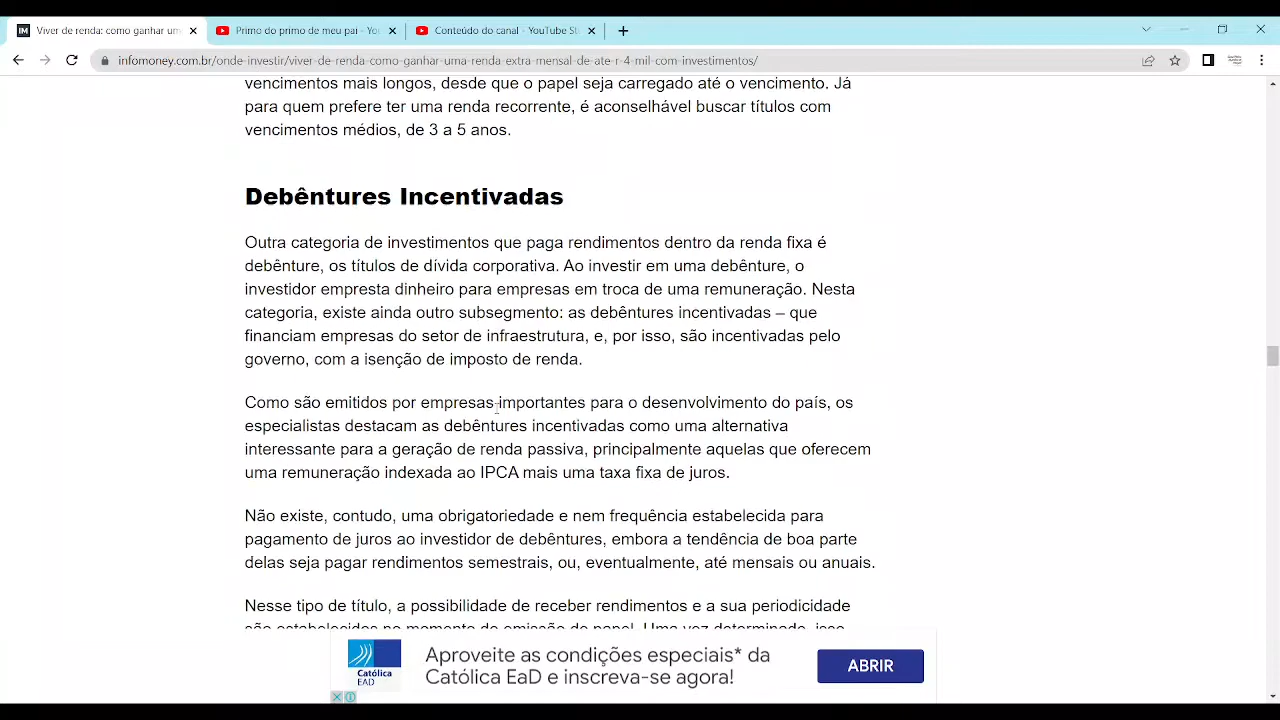 Viver de renda: como ganhar um
Primo do primo de meu pai - Yo
Conteúdo do canal - YouTube St
infomoney.com.br/onde-investir/viver-de-renda-como-ganhar-uma-renda-extra-mensal-de-ate-r-4-mil-com-investimentos/
vencimentos mais longos, desde que o papel seja carregado até o vencimento. Já
para quem prefere ter uma renda recorrente, é aconselhável buscar títulos com
vencimentos médios, de 3 a 5 anos.
Debêntures Incentivadas
Outra categoria de investimentos que paga rendimentos dentro da renda fixa é
debênture, os títulos de dívida corporativa. Ao investir em uma debênture, o
investidor empresta dinheiro para empresas em troca de uma remuneração. Nesta
categoria, existe ainda outro subsegmento: as debêntures incentivadas – que
financiam empresas do setor de infraestrutura, e, por isso, são incentivadas pelo
governo, com a isenção de imposto de renda.
Como são emitidos por empresas importantes para o desenvolvimento do país, os
especialistas destacam as debêntures incentivadas como uma alternativa
interessante para a geração de renda passiva, principalmente aquelas que oferecem
uma remuneração indexada ao IPCA mais uma taxa fixa de juros.
Não existe, contudo, uma obrigatoriedade e nem frequência estabelecida para
pagamento de juros ao investidor de debêntures, embora a tendência de boa parte
delas seja pagar rendimentos semestrais, ou, eventualmente, até mensais ou anuais.
Nesse tipo de título, a possibilidade de receber rendimentos e a sua periodicidade
são estabelecidos no momento de emissão do papel. Uma vez determinado, isso
Católica
EAD
Aproveite as condições especiais* da
Católica EaD e inscreva-se agora!
ABRIR